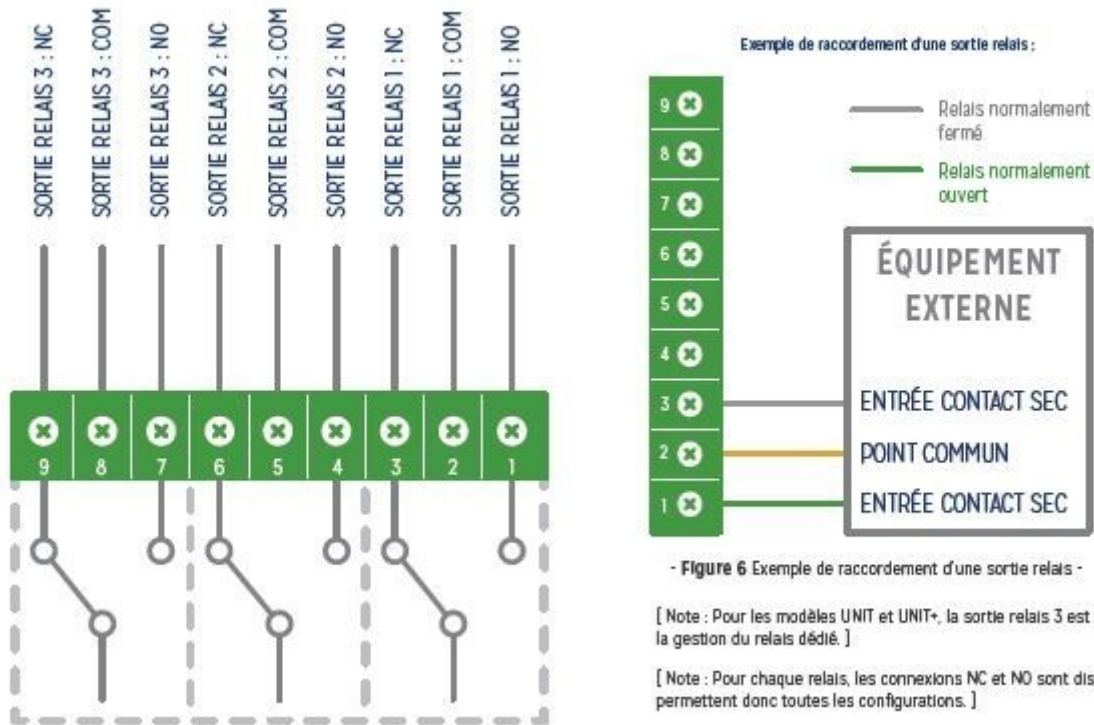 SORTIE RELAIS 3 : NC
SORTIE RELAIS 3 : COM
SORTIE RELAIS 3 : NO
SORTIE RELAIS 2 : NC
SORTIE RELAIS 2 : COM
SORTIE RELAIS 2 : NO
SORTIE RELAIS 1 : NC
SORTIE RELAIS 1 : COM
SORTIE RELAIS 1 : NO
9 8 7 6 5 4 3 2 1
Exemple de raccordement d'une sortie relais :
Relais normalement
fermé
Relais normalement
ouvert
9
8
7
6
5
4
3
2
1
ÉQUIPEMENT
EXTERNE
ENTRÉE CONTACT SEC
POINT COMMUN
ENTRÉE CONTACT SEC
- Figure 6 Exemple de raccordement d'une sortie relais -
[ Note : Pour les modèles UNIT et UNIT+, la sortie relais 3 est
la gestion du relais dédié. ]
[ Note : Pour chaque relais, les connexions NC et NO sont dis
permettent donc toutes les configurations. ]